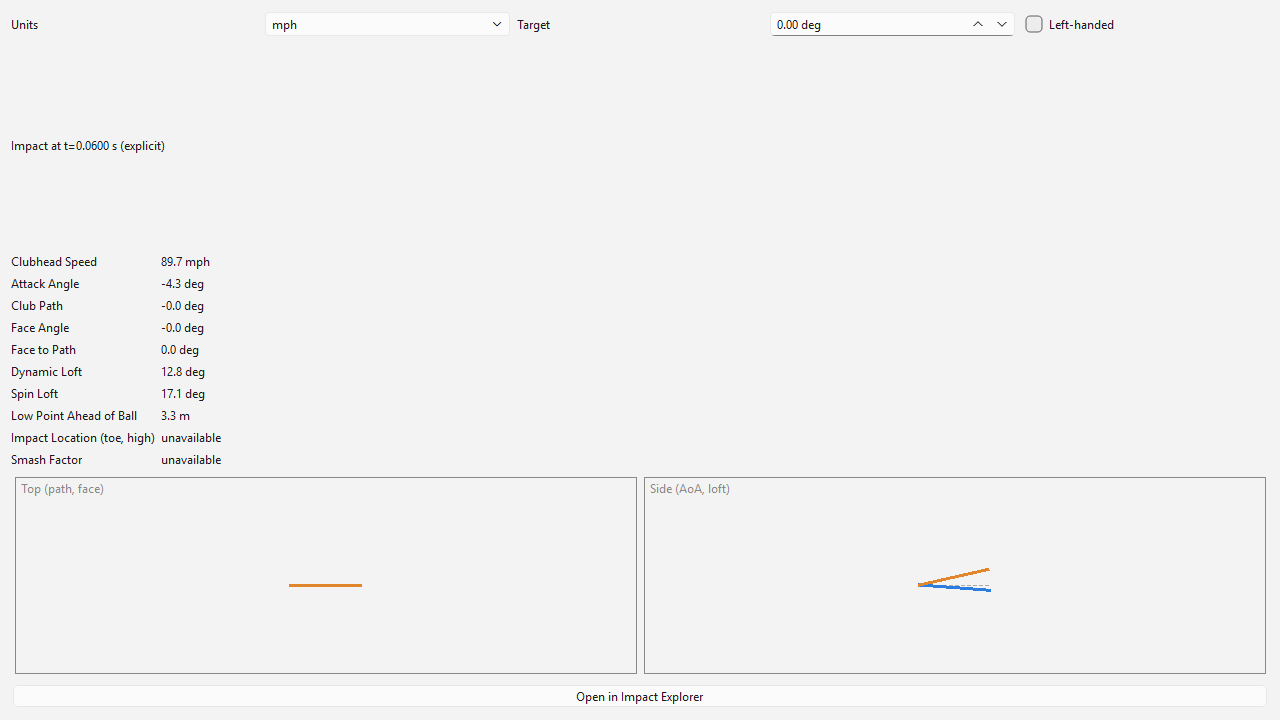 Units mph Target 0.00 deg Left-handed
Impact at t=0.0600 s (explicit)
Clubhead Speed 89.7 mph
Attack Angle -4.3 deg
Club Path -0.0 deg
Face Angle -0.0 deg
Face to Path 0.0 deg
Dynamic Loft 12.8 deg
Spin Loft 17.1 deg
Low Point Ahead of Ball 3.3 m
Impact Location (toe, high) unavailable
Smash Factor unavailable
Top (path, face) Side (AoA, loft)
Open in Impact Explorer